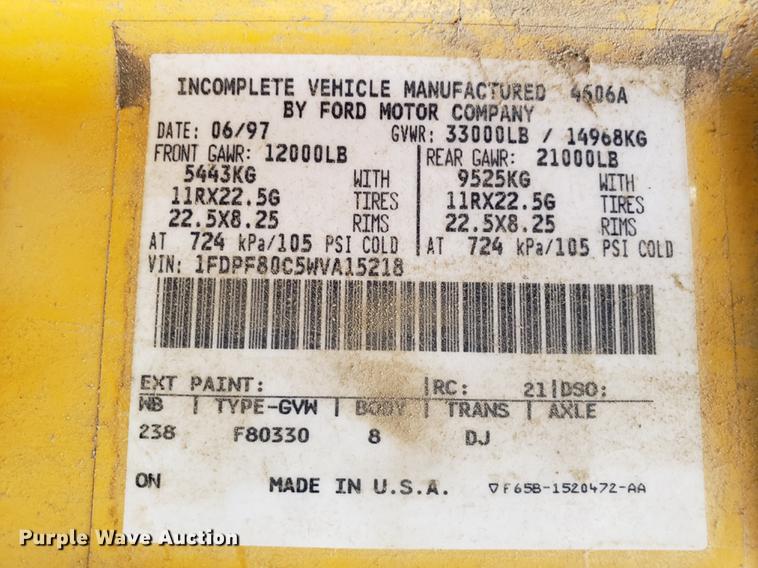 INCOMPLETE VEHICLE MANUFACTURED 4606A
BY FORD MOTOR COMPANY
DATE: 06/97 GVWR: 33000LB / 14968KG
FRONT GAWR: 12000LB REAR GAWR: 21000LB
5443KG WITH 9525KG WITH
11RX22.5G TIRES 11RX22.5G TIRES
22.5X8.25 RIMS 22.5X8.25 RIMS
AT 724 kPa/105 PSI COLD AT 724 kPa/105 PSI COLD
VIN: 1FDPF80C5WVA15218
EXT PAINT: |RC: 21|DSO:
WB | TYPE-GVW | BODY | TRANS | AXLE
238 F80330 8 DJ
ON MADE IN U.S.A. ▽F65B-1520472-AA
Purple Wave Auction